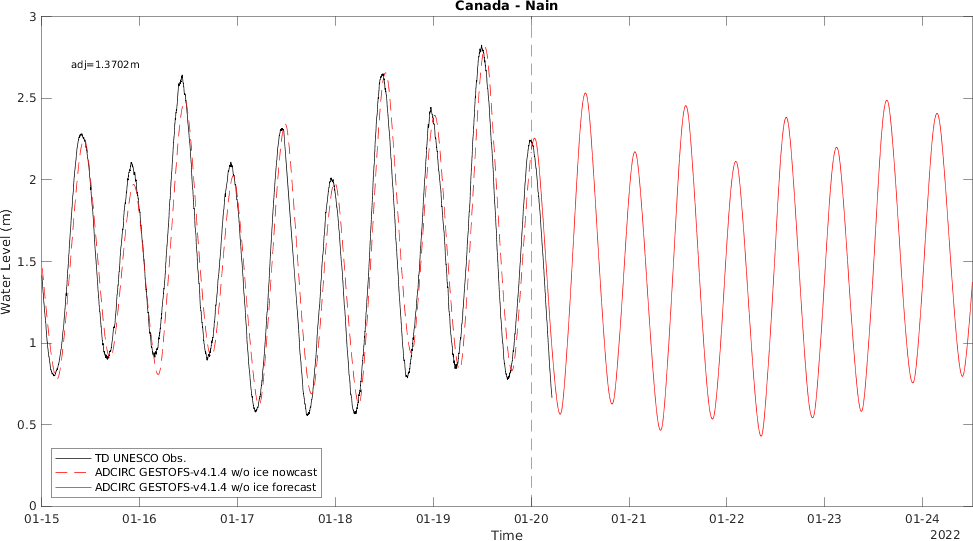 Canada - Nain
adj=1.3702m
3
2.5
2
1.5
1
0.5
0
Water Level (m)
TD UNESCO Obs.
ADCIRC GESTOFS-v4.1.4 w/o ice nowcast
ADCIRC GESTOFS-v4.1.4 w/o ice forecast
01-15 01-16 01-17 01-18 01-19 01-20 01-21 01-22 01-23 01-24
Time
2022